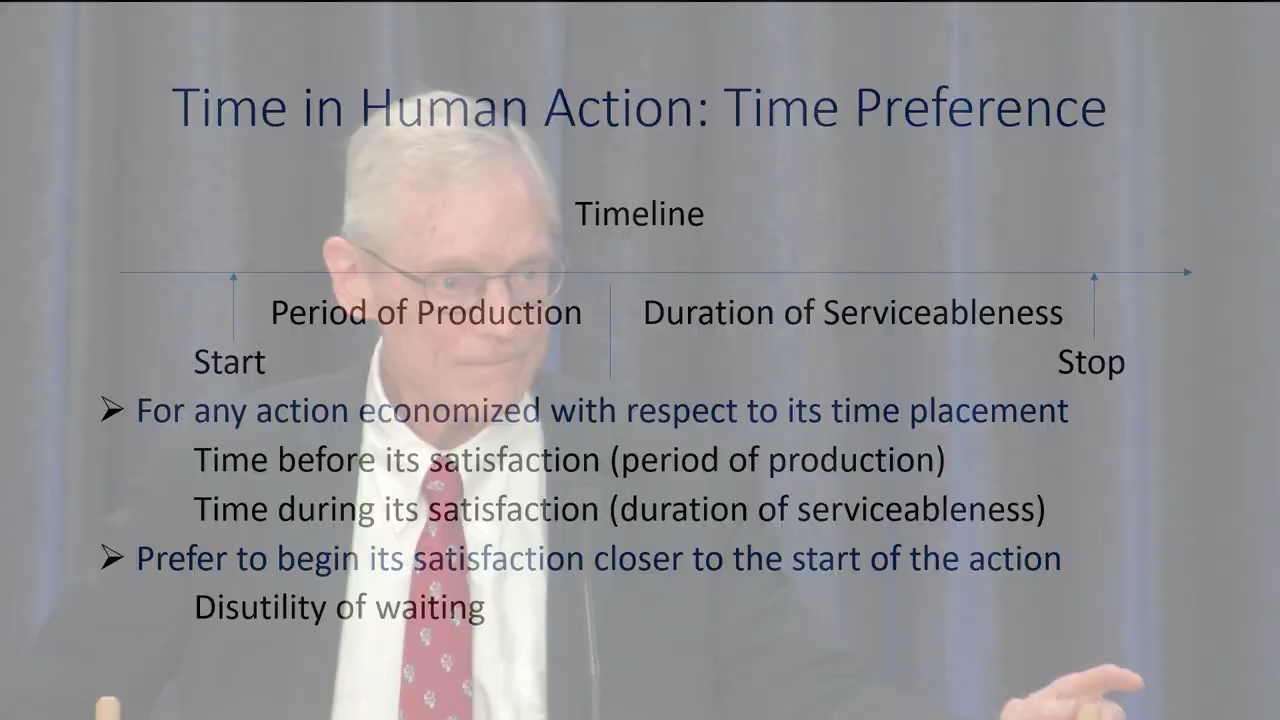 Time in Human Action: Time Preference
Timeline
Period of Production
Duration of Serviceableness
Start
Stop
➢ For any action economized with respect to its time placement
Time before its satisfaction (period of production)
Time during its satisfaction (duration of serviceableness)
➢ Prefer to begin its satisfaction closer to the start of the action
Disutility of waiting